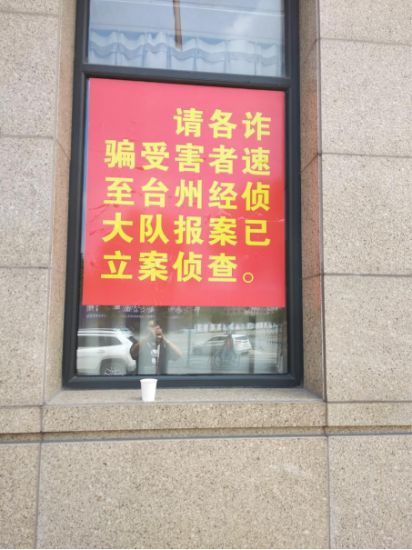 请各诈
骗受害者速
至台州经侦
大队报案已
立案侦查。